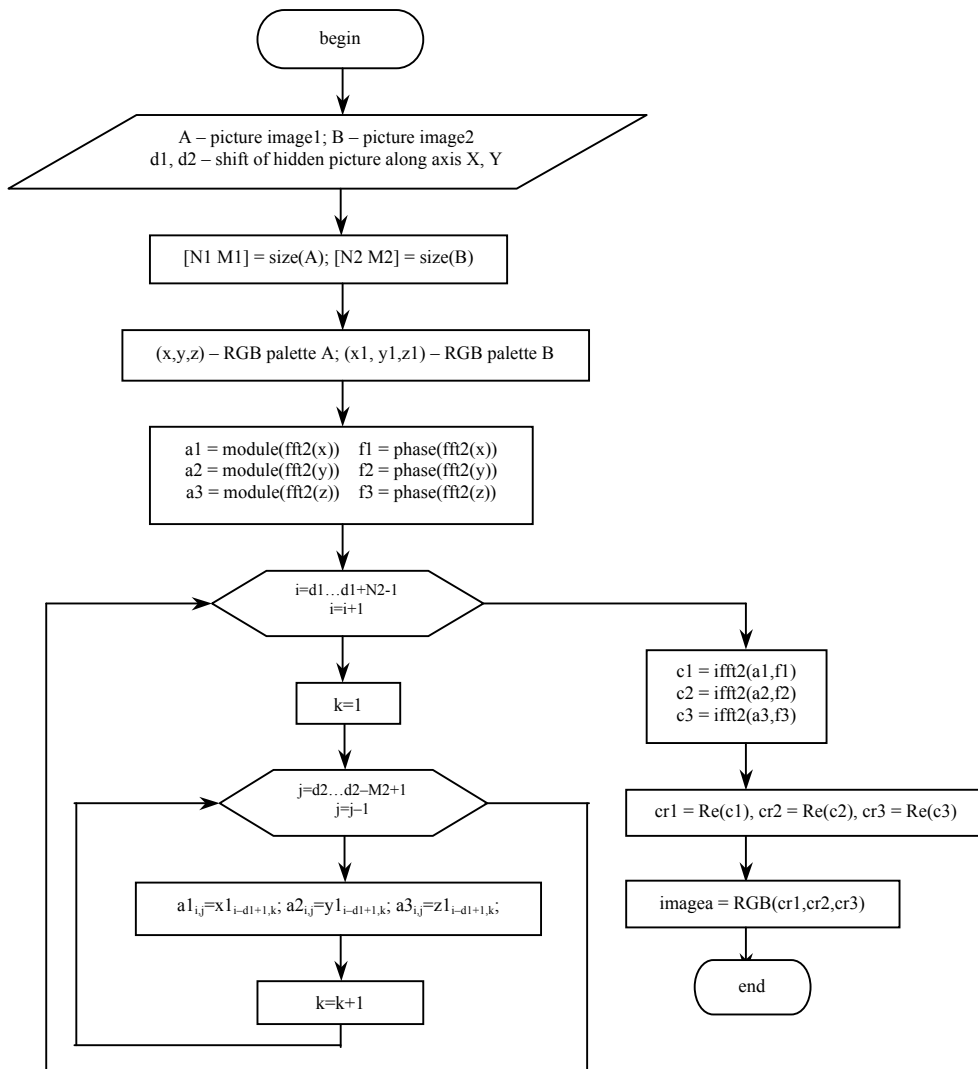 begin
A – picture image1; B – picture image2
d1, d2 – shift of hidden picture along axis X, Y
[N1 M1] = size(A); [N2 M2] = size(B)
(x,y,z) – RGB palette A; (x1, y1,z1) – RGB palette B
a1 = module(fft2(x)) f1 = phase(fft2(x))
a2 = module(fft2(y)) f2 = phase(fft2(y))
a3 = module(fft2(z)) f3 = phase(fft2(z))
i=d1...d1+N2-1
i=i+1
k=1
j=d2...d2–M2+1
j=j–1
a1i,j=x1i–d1+1,k; a2i,j=y1i–d1+1,k; a3i,j=z1i–d1+1,k;
k=k+1
c1 = ifft2(a1,f1)
c2 = ifft2(a2,f2)
c3 = ifft2(a3,f3)
cr1 = Re(c1), cr2 = Re(c2), cr3 = Re(c3)
imagea = RGB(cr1,cr2,cr3)
end